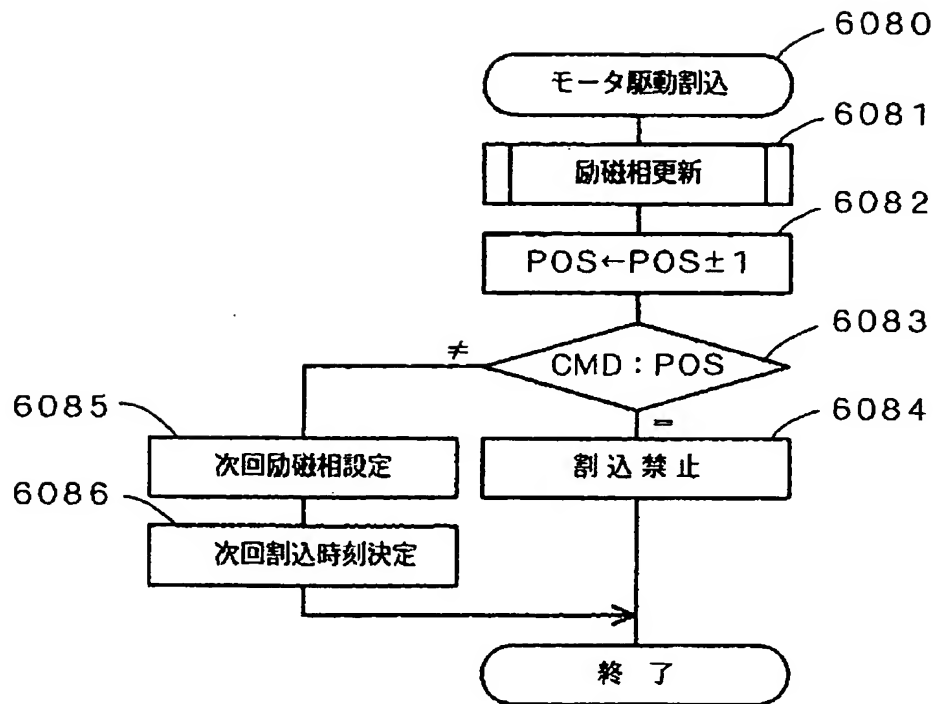 6080
モータ駆動割込
6081
励磁相更新
6082
POS←POS±1
6083
CMD：POS
≠
=
6084
割込禁止
6085
次回励磁相設定
6086
次回割込時刻決定
終了